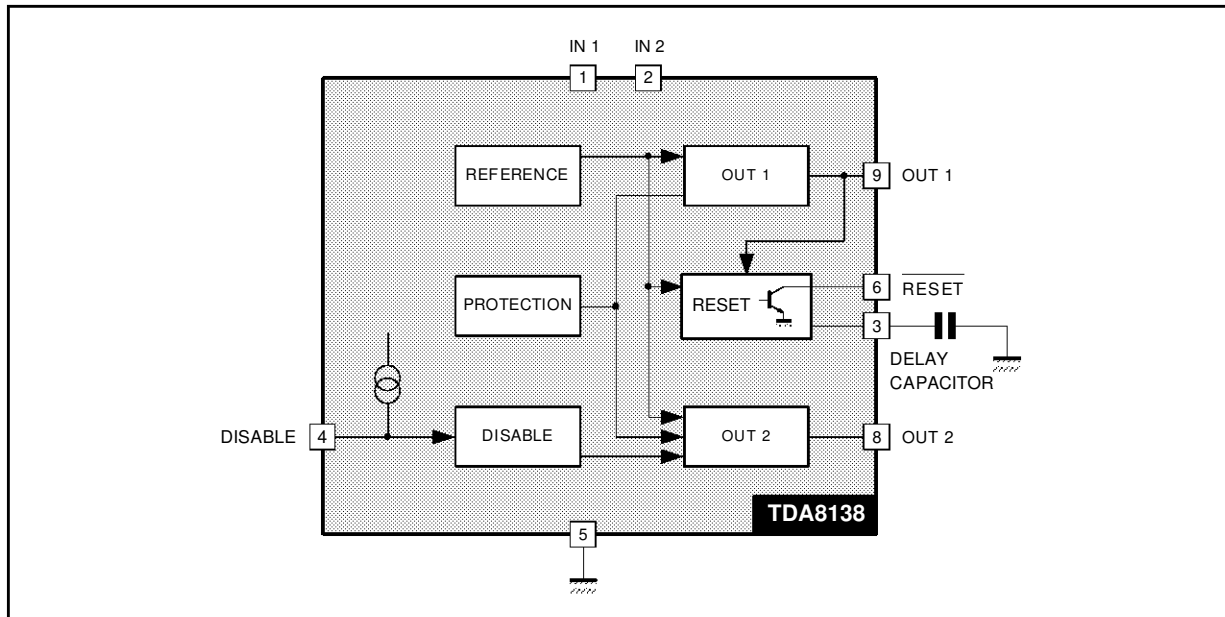 IN 1 IN 2
1 2
REFERENCE
OUT 1
9 OUT 1
PROTECTION
RESET
6 RESET
3
DELAY
CAPACITOR
DISABLE 4
DISABLE
OUT 2
8 OUT 2
TDA8138
5